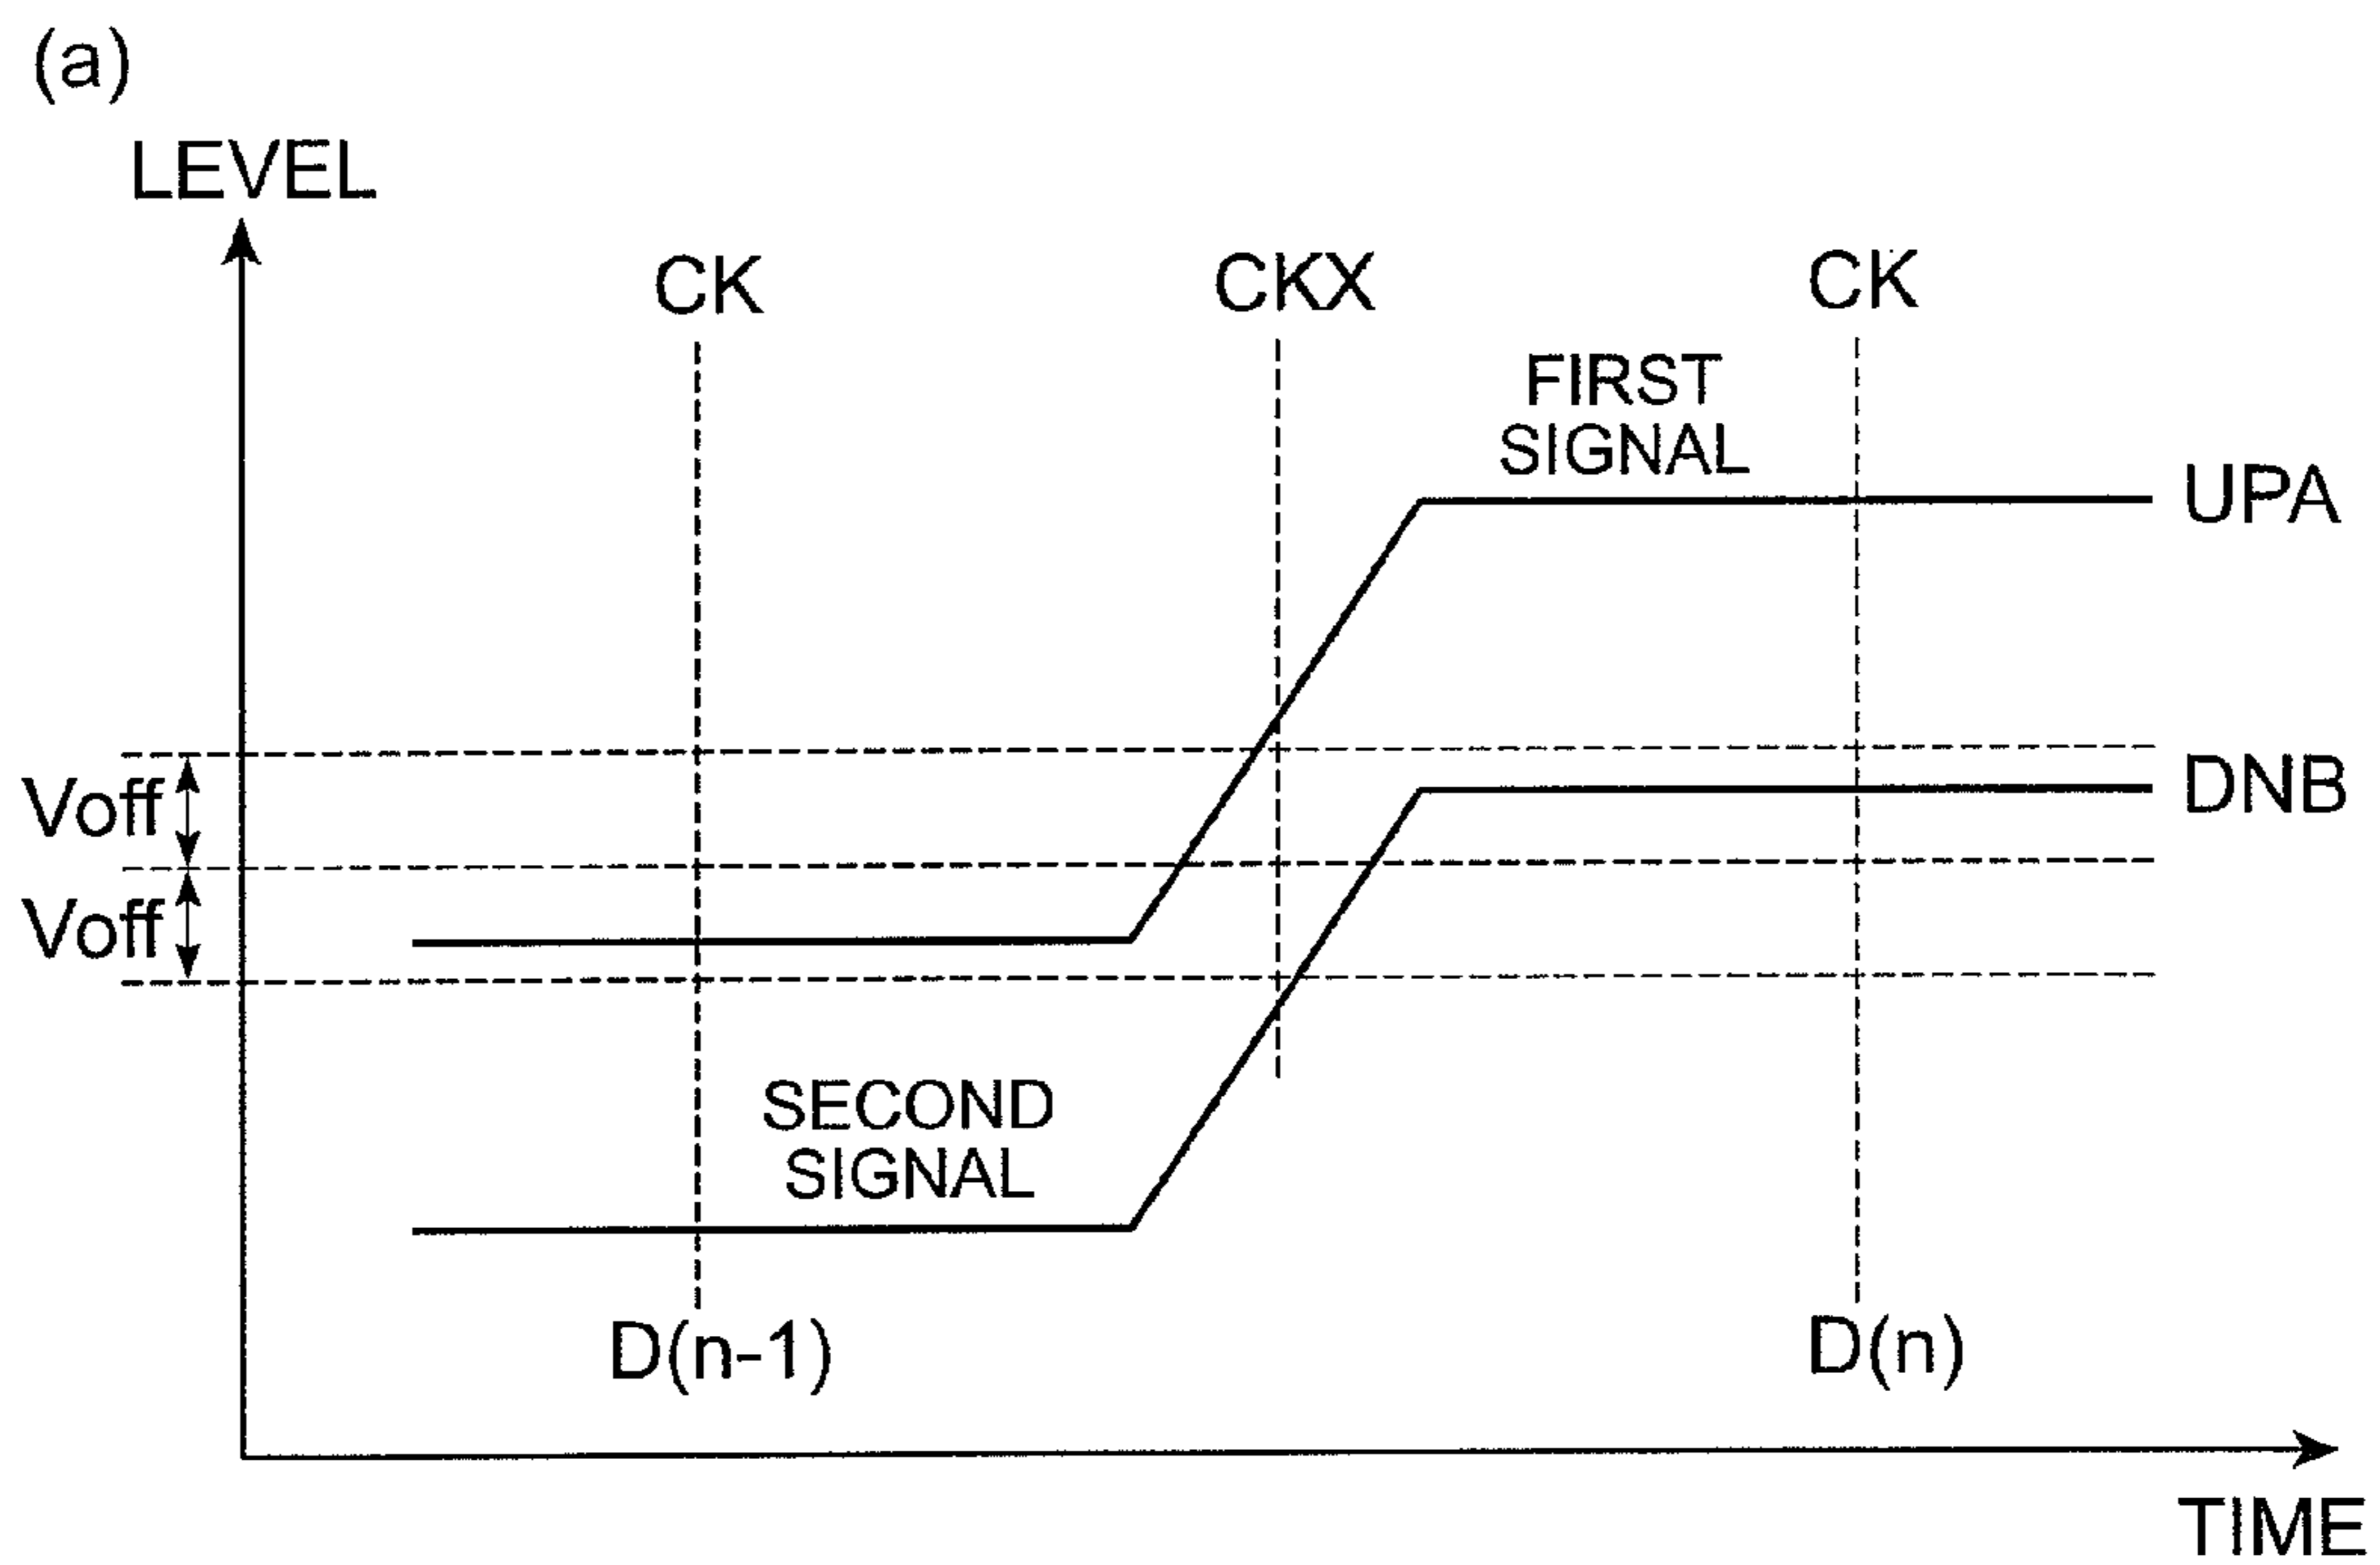 (a)
LEVEL
CK
CKX
CK
FIRST
SIGNAL
UPA
DNB
Voff
Voff
SECOND
SIGNAL
D(n-1)
D(n)
TIME